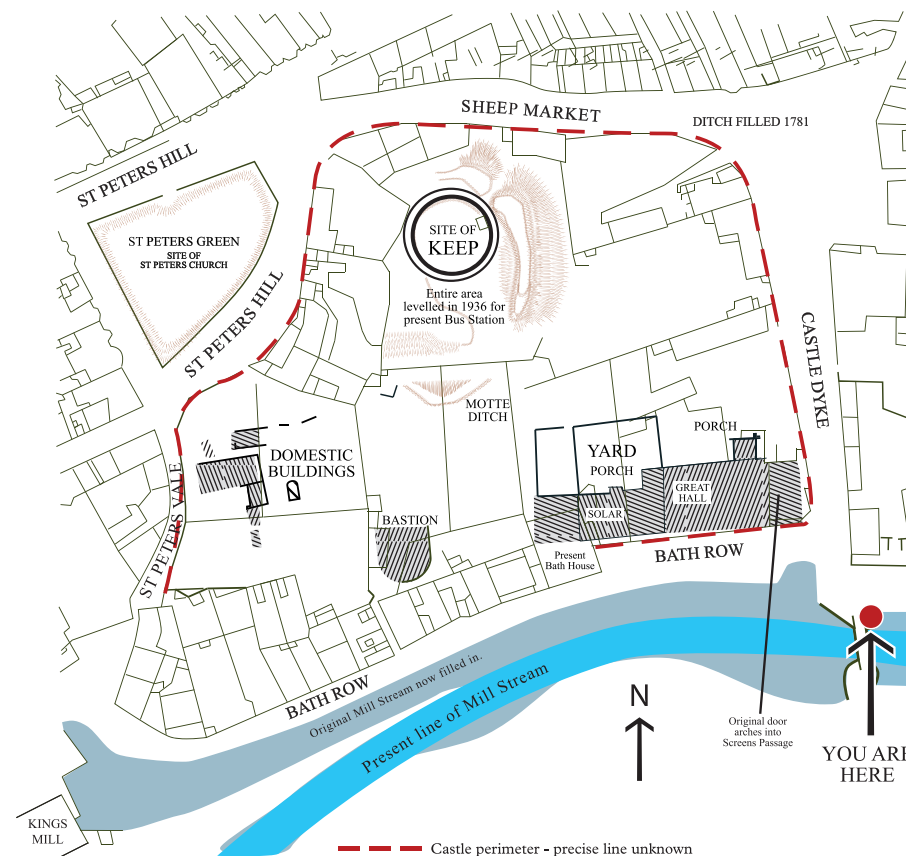 SHEEP MARKET
DITCH FILLED 1781
ST PETERS HILL
ST PETERS GREEN
SITE OF
ST PETERS CHURCH
SITE OF
KEEP
Entire area
levelled in 1936 for
present Bus Station
ST PETERS HILL
CASTLE DYKE
MOTTE
DITCH
PORCH
YARD
PORCH
DOMESTIC
BUILDINGS
GREAT
HALL
SOLAR
BASTION
ST PETERS VALE
Present
Bath House
BATH ROW
BATH ROW
Original Mill Stream now filled in.
Present line of Mill Stream
N
Original door
arches into
Screens Passage
YOU ARE
HERE
KINGS
MILL
Castle perimeter - precise line unknown